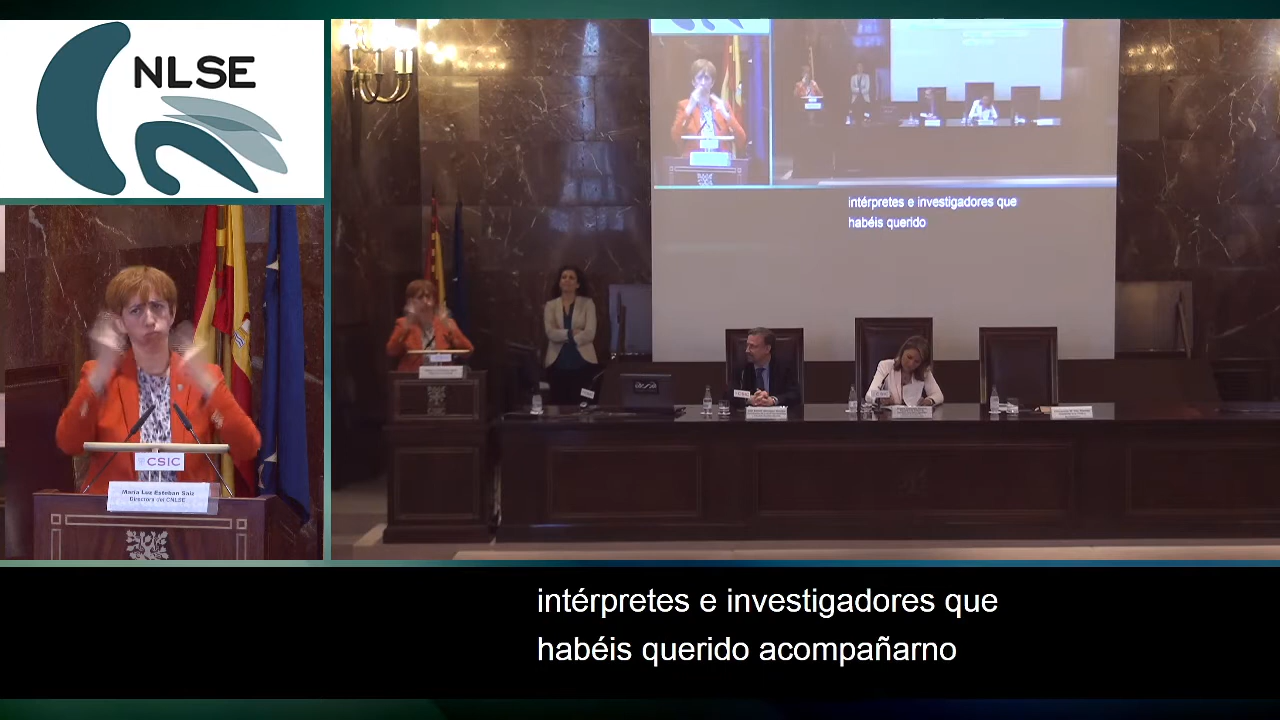 CNLSE
intérpretes e investigadores que
habéis querido
CSIC
María Luz Esteban Saiz
Directora del CNLSE
intérpretes e investigadores que
habéis querido acompañarno